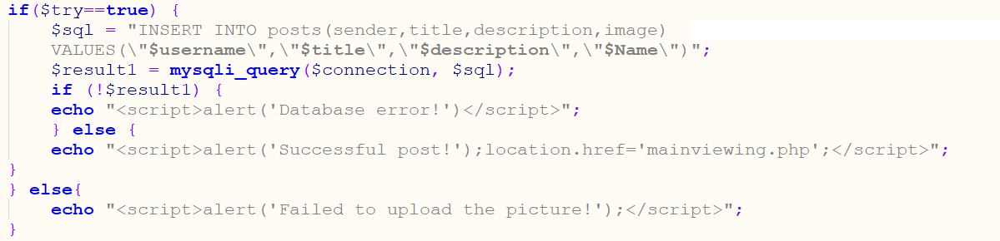 if($try==true) {
$sql = "INSERT INTO posts(sender,title,description,image)
VALUES(\"$username\",\"$title\",\"$description\",\"$Name\")";
$result1 = mysqli_query($connection, $sql);
if (!$result1) {
echo "<script>alert('Database error!')</script>";
} else {
echo "<script>alert('Successful post!');location.href='mainviewing.php';</script>";
}
} else{
echo "<script>alert('Failed to upload the picture!');</script>";
}